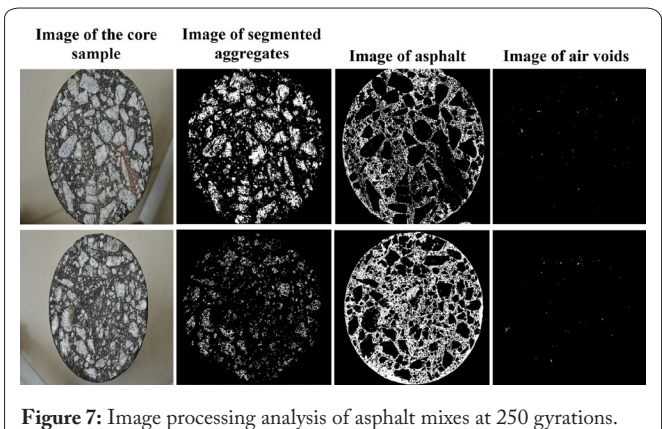 Image of the core
sample
Image of segmented
aggregates
Image of asphalt
Image of air voids
Figure 7: Image processing analysis of asphalt mixes at 250 gyrations.